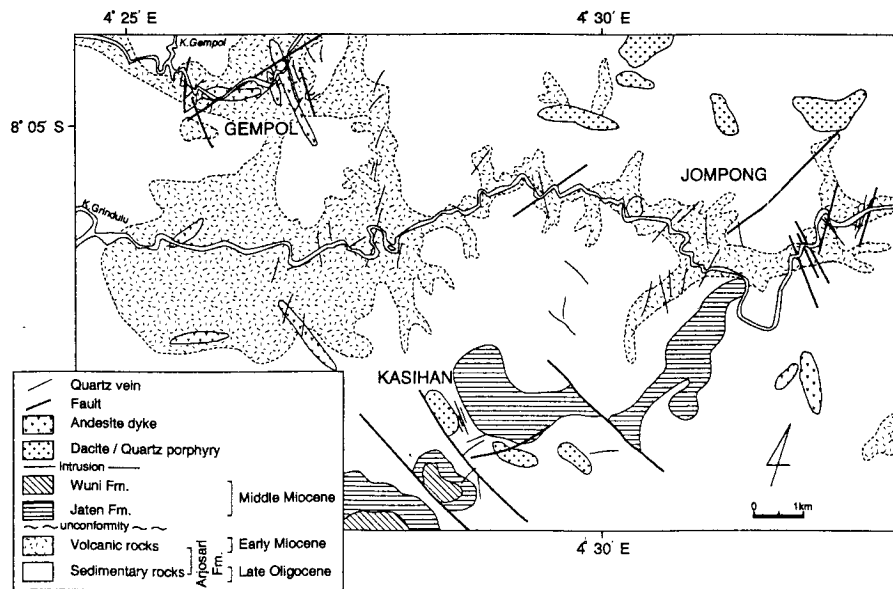 4° 25' E
4° 30' E
K.Gempol
8° 05' S
GEMPOL
JOMPONG
K.Grindulu
KASIHAN
Quartz vein
Fault
Andesite dyke
Dacite / Quartz porphyry
Intrusion
Wuni Fm.
Jaten Fm.
Middle Miocene
unconformity
Volcanic rocks
Early Miocene
Sedimentary rocks
Arjosari Fm.
Late Oligocene
0 1km
4° 30' E